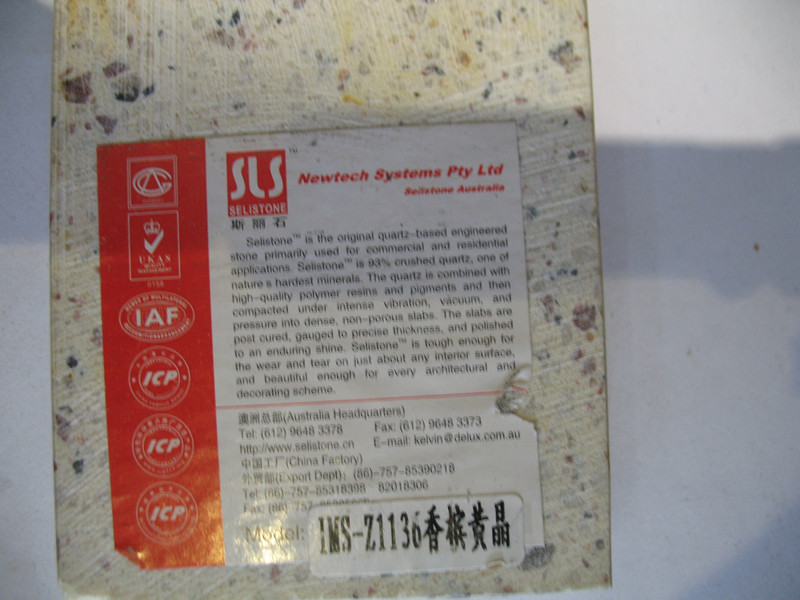 SLS
SELISTONE
斯丽石
TM
Newtech Systems Pty Ltd
Selistone Australia
UKAS
QUALITY
MANAGEMENT
IAF
ICP
ICP
ICP
Selistone™ is the original quartz-based engineered
stone primarily used for commercial and residential
applications. Selistone™ is 93% crushed quartz, one of
nature's hardest minerals. The quartz is combined with
high-quality polymer resins and pigments and then
compacted under intense vibration, vacuum, and
pressure into dense, non-porous slabs. The slabs are
post cured, gauged to precise thickness, and polished
to an enduring shine. Selistone™ is tough enough for
the wear and tear on just about any interior surface,
and beautiful enough for every architectural and
decorating scheme.
澳洲总部(Australia Headquarters)
Tel: (612) 9648 3378 Fax: (612) 9648 3373
http://www.selistone.cn E-mail: kelvin@delux.com.au
中国工厂(China Factory)
外贸部(Export Dept): (86)-757-85390218
Tel: (86)-757-85318398 82018306
Fax: (86)-757-
Model: 1MS-Z1136香槟黄晶